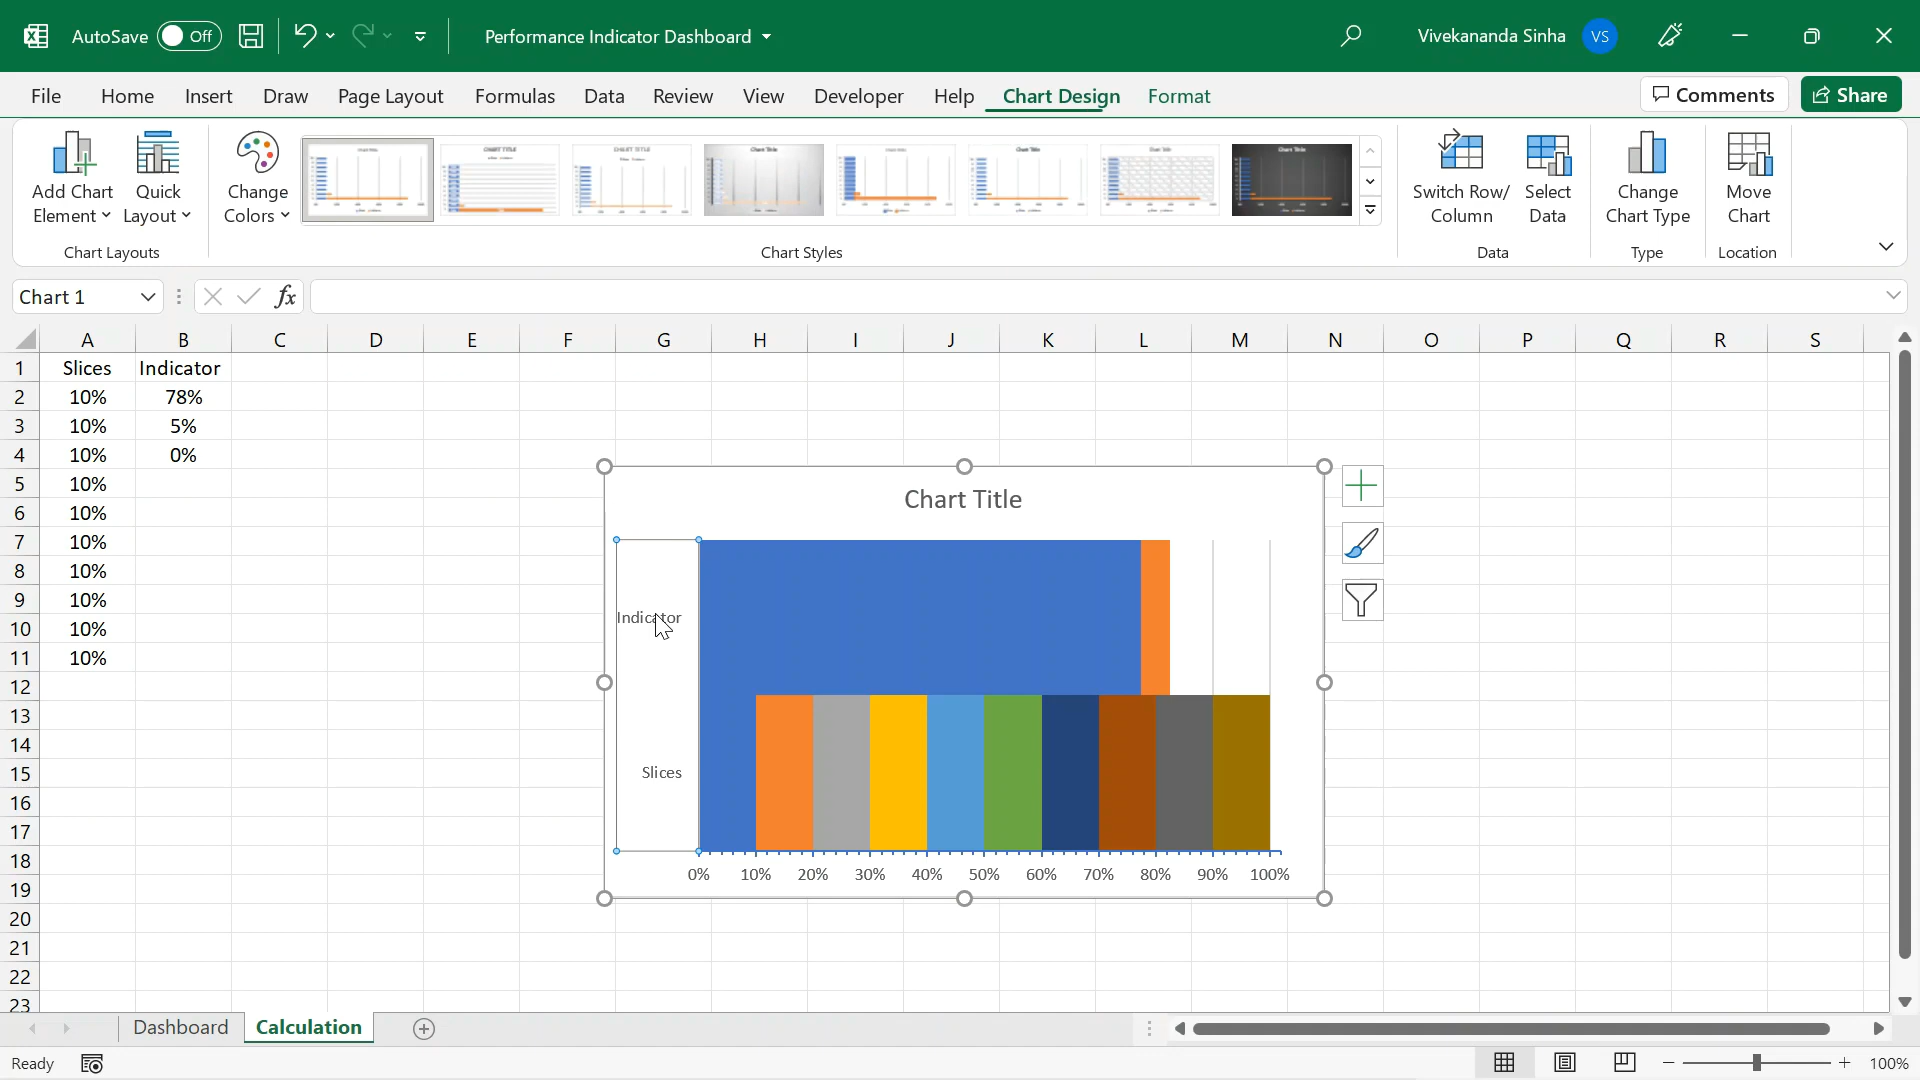 AutoSave Off Performance Indicator Dashboard Vivekananda Sinha VS
File Home Insert Draw Page Layout Formulas Data Review View Developer Help Chart Design Format Comments Share
Add Chart Element
Quick Layout
Change Colors
Switch Row/ Column
Select Data
Change Chart Type
Move Chart
Chart Layouts Chart Styles Data Type Location
Chart 1 fx
A B C D E F G H I J K L M N O P Q R S
1 Slices Indicator
2 10% 78%
3 10% 5%
4 10% 0%
5 10%
6 10%
7 10%
8 10%
9 10%
10 10%
11 10%
12
13
14
15
16
17
18
19
20
21
22
23
Chart Title
Indicator
Slices
0% 10% 20% 30% 40% 50% 60% 70% 80% 90% 100%
Dashboard Calculation
Ready 100%